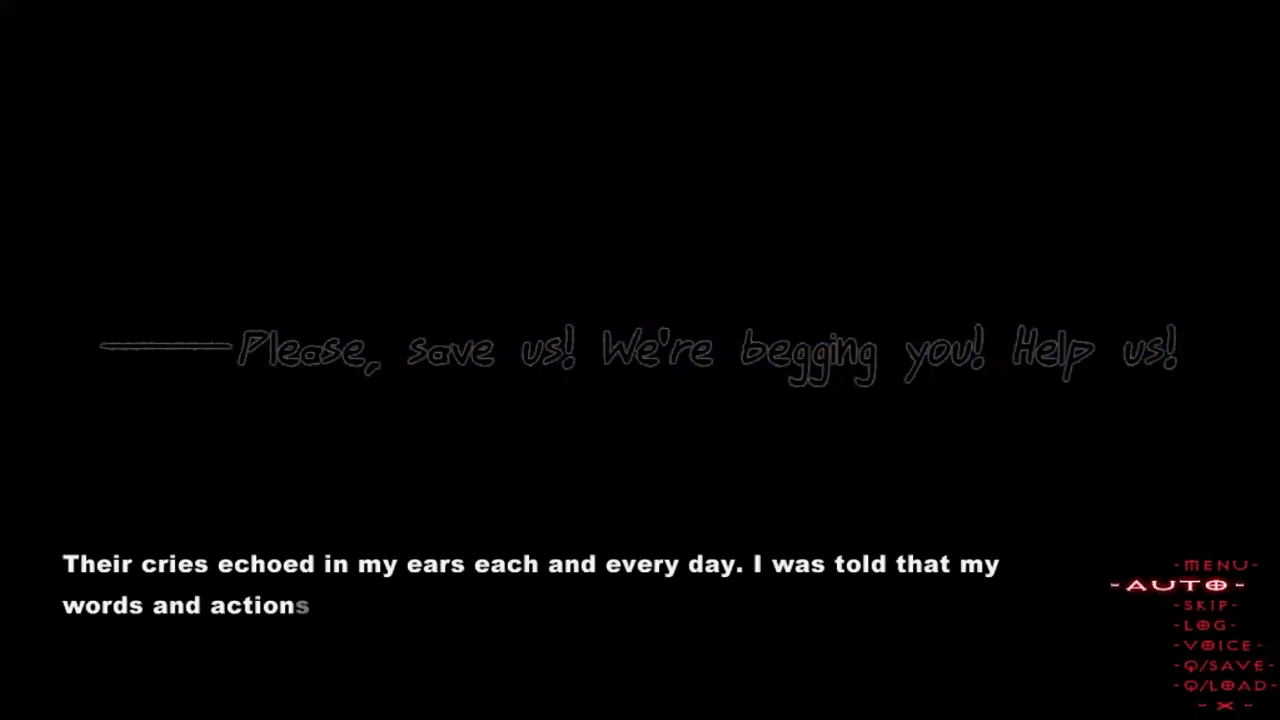 ———Please, save us! We're begging you! Help us!
Their cries echoed in my ears each and every day. I was told that my
words and actions
-MENU-
-AUTO-
-SKIP-
-LOG-
-VOICE-
-Q/SAVE-
-Q/LOAD-
-X-